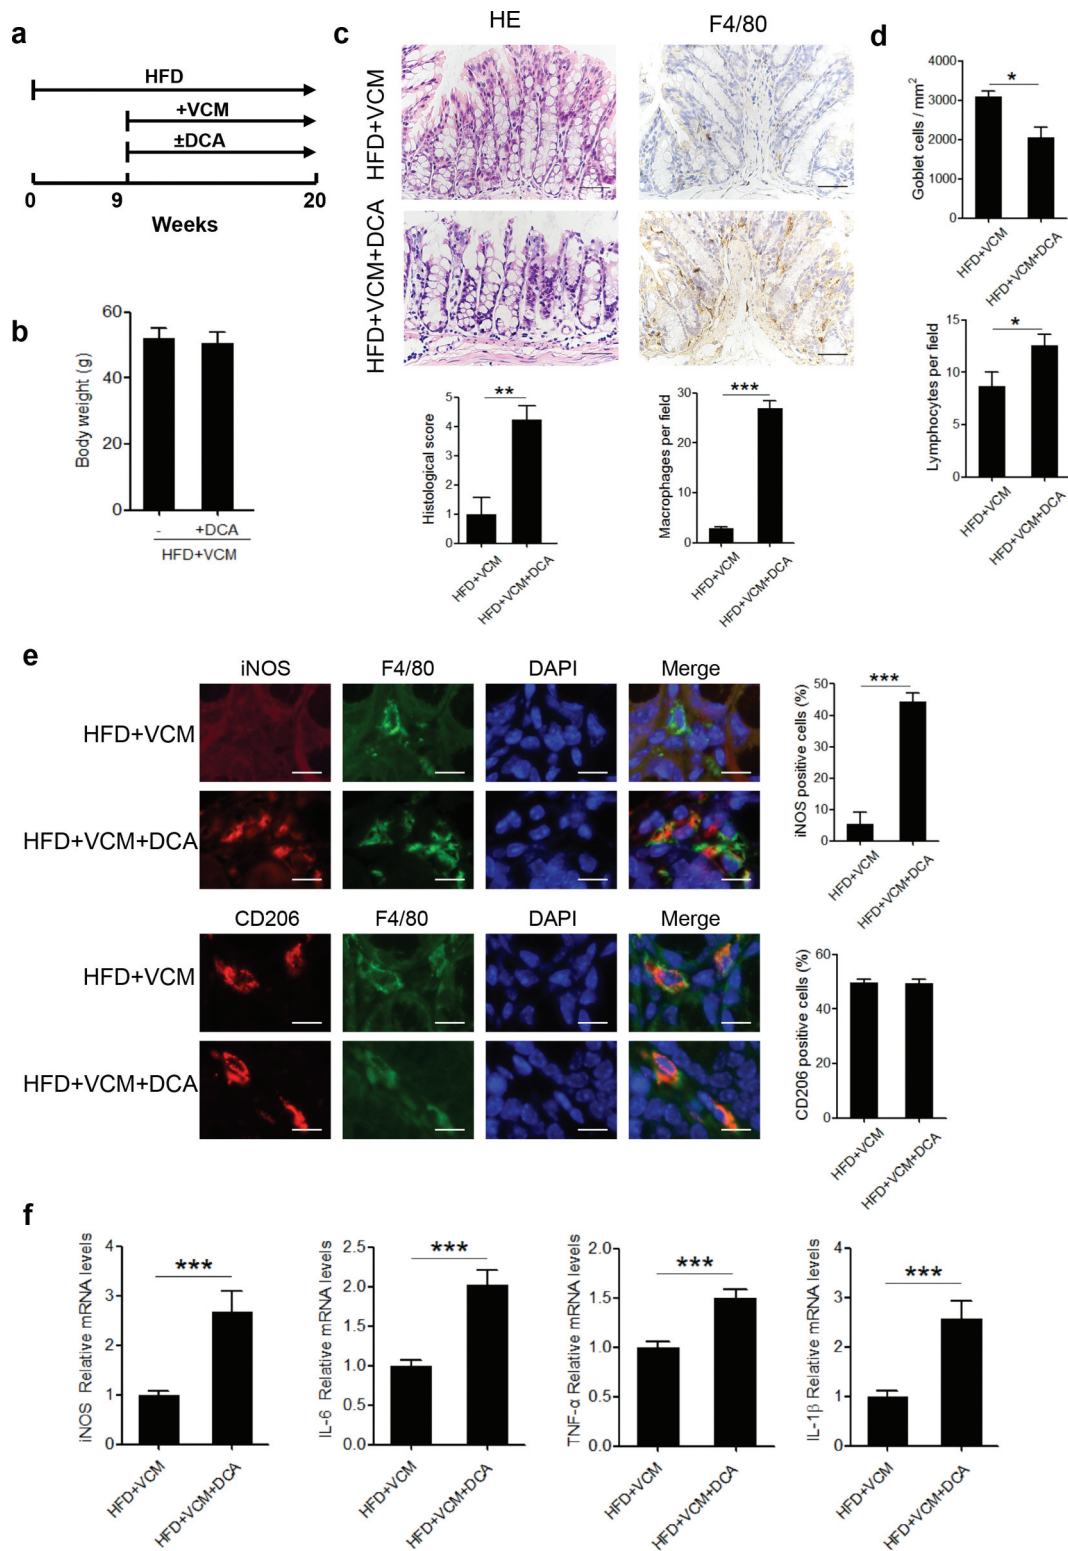 a
HFD
+VCM
±DCA
0 9 20
Weeks
b
Body weight (g)
60
40
20
0
- +DCA
HFD+VCM
c
HE F4/80
HFD+VCM
HFD+VCM+DCA
Histological score
5
4
3
2
1
0
**
HFD+VCM
HFD+VCM+DCA
Macrophages per field
30
20
10
0
***
HFD+VCM
HFD+VCM+DCA
d
Goblet cells / mm²
4000
3000
2000
1000
0
*
HFD+VCM
HFD+VCM+DCA
Lymphocytes per field
15
10
5
0
*
HFD+VCM
HFD+VCM+DCA
e
iNOS F4/80 DAPI Merge
HFD+VCM
HFD+VCM+DCA
CD206 F4/80 DAPI Merge
HFD+VCM
HFD+VCM+DCA
iNOS positive cells (%)
50
40
30
20
10
0
***
HFD+VCM
HFD+VCM+DCA
CD206 positive cells (%)
60
40
20
0
HFD+VCM
HFD+VCM+DCA
f
iNOS Relative mRNA levels
4
3
2
1
0
***
HFD+VCM
HFD+VCM+DCA
IL-6 Relative mRNA levels
2.5
2.0
1.5
1.0
0.5
0.0
***
HFD+VCM
HFD+VCM+DCA
TNF-α Relative mRNA levels
2.0
1.5
1.0
0.5
0.0
***
HFD+VCM
HFD+VCM+DCA
IL-1β Relative mRNA levels
4
3
2
1
0
***
HFD+VCM
HFD+VCM+DCA